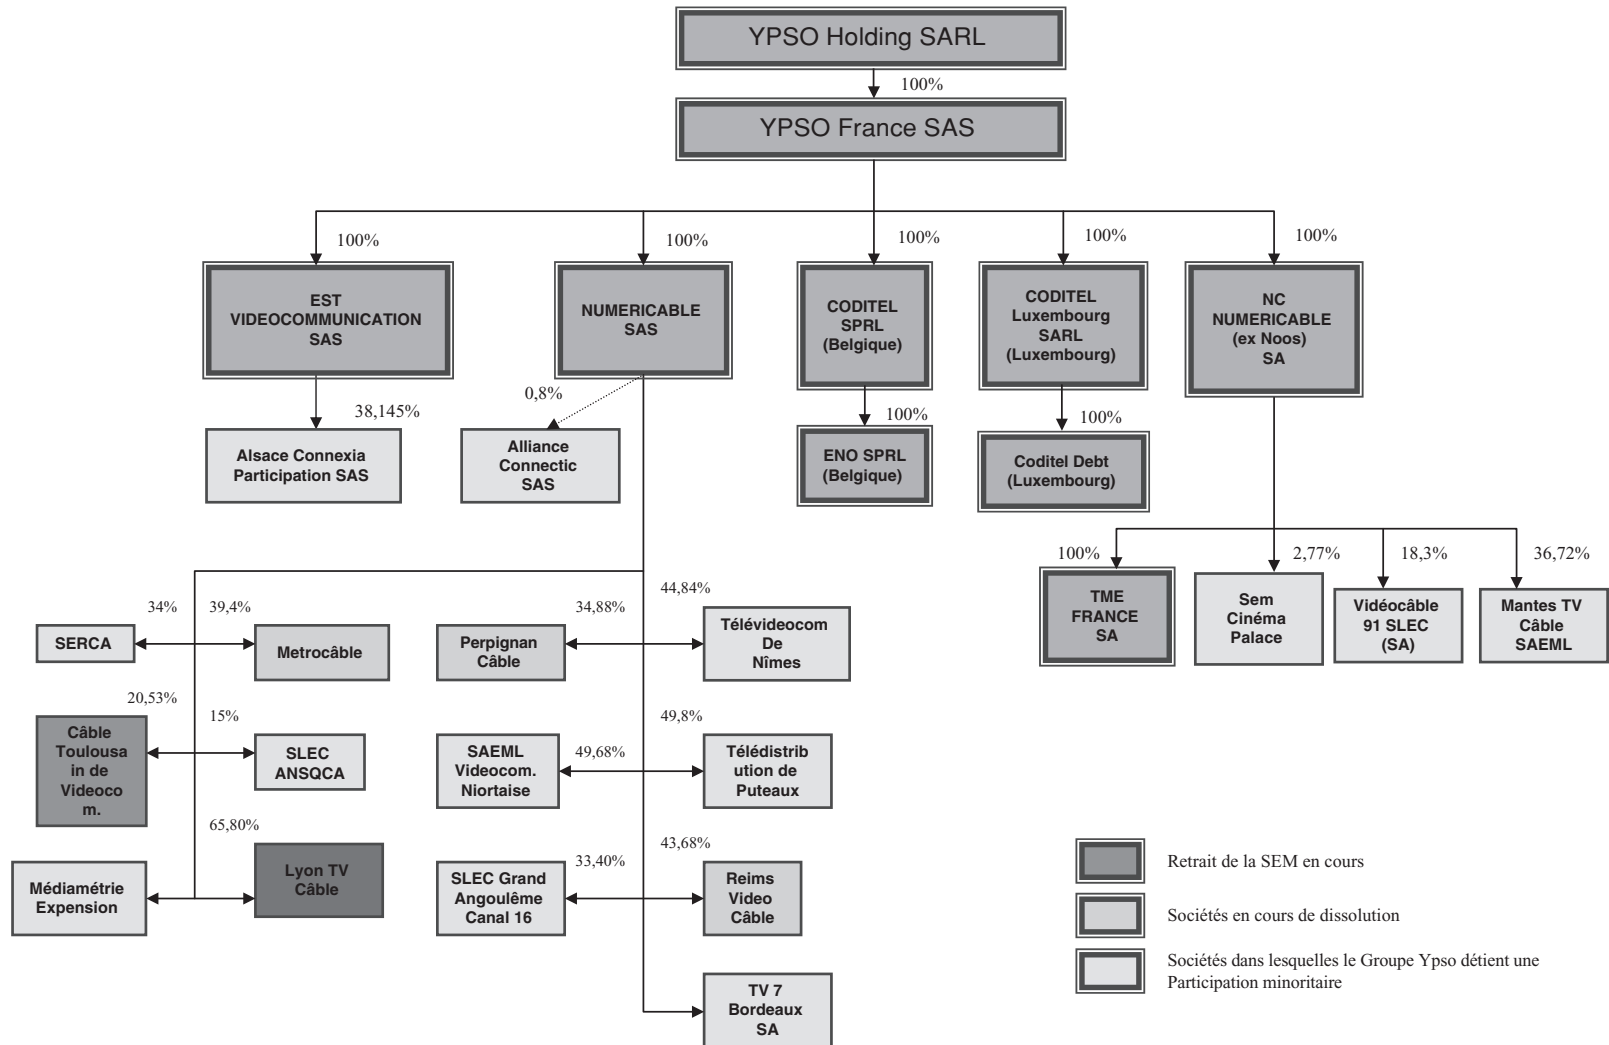 YPSO Holding SARL
100%
YPSO France SAS
100%
100%
100%
100%
100%
EST
VIDEOCOMMUNICATION
SAS
NUMERICABLE
SAS
CODITEL
SPRL
(Belgique)
CODITEL
Luxembourg
SARL
(Luxembourg)
NC
NUMERICABLE
(ex Noos)
SA
38,145%
0,8%
100%
100%
Alsace Connexia
Participation SAS
Alliance
Connectic
SAS
ENO SPRL
(Belgique)
Coditel Debt
(Luxembourg)
100%
2,77%
18,3%
36,72%
TME
FRANCE
SA
Sem
Cinéma
Palace
Vidéocâble
91 SLEC
(SA)
Mantes TV
Câble
SAEML
34%
39,4%
34,88%
44,84%
SERCA
Metrocâble
Perpignan
Câble
Télévideocom
De
Nîmes
20,53%
15%
49,68%
49,8%
Câble
Toulousa
in de
Videoco
m.
SLEC
ANSQCA
SAEML
Videocom.
Niortaise
Télédistrib
ution de
Puteaux
65,80%
33,40%
43,68%
Médiamétrie
Expension
Lyon TV
Câble
SLEC Grand
Angoulême
Canal 16
Reims
Video
Câble
TV 7
Bordeaux
SA
Retrait de la SEM en cours
Sociétés en cours de dissolution
Sociétés dans lesquelles le Groupe Ypso détient une
Participation minoritaire